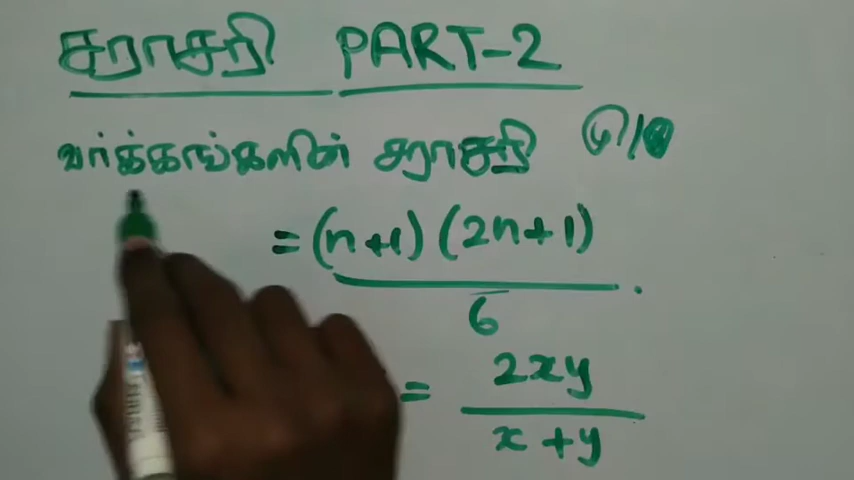 சராசரி PART-2
வர்க்கங்களின் சராசரி
= (n+1) (2n+1)
6
= 2xy
x+y